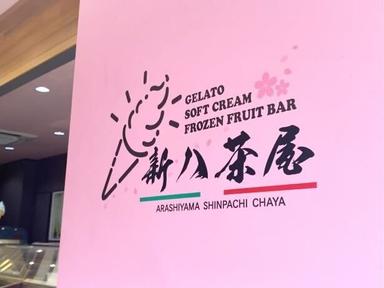 GELATO
SOFT CREAM
FROZEN FRUIT BAR
新八茶屋
ARASHIYAMA SHINPACHI CHAYA